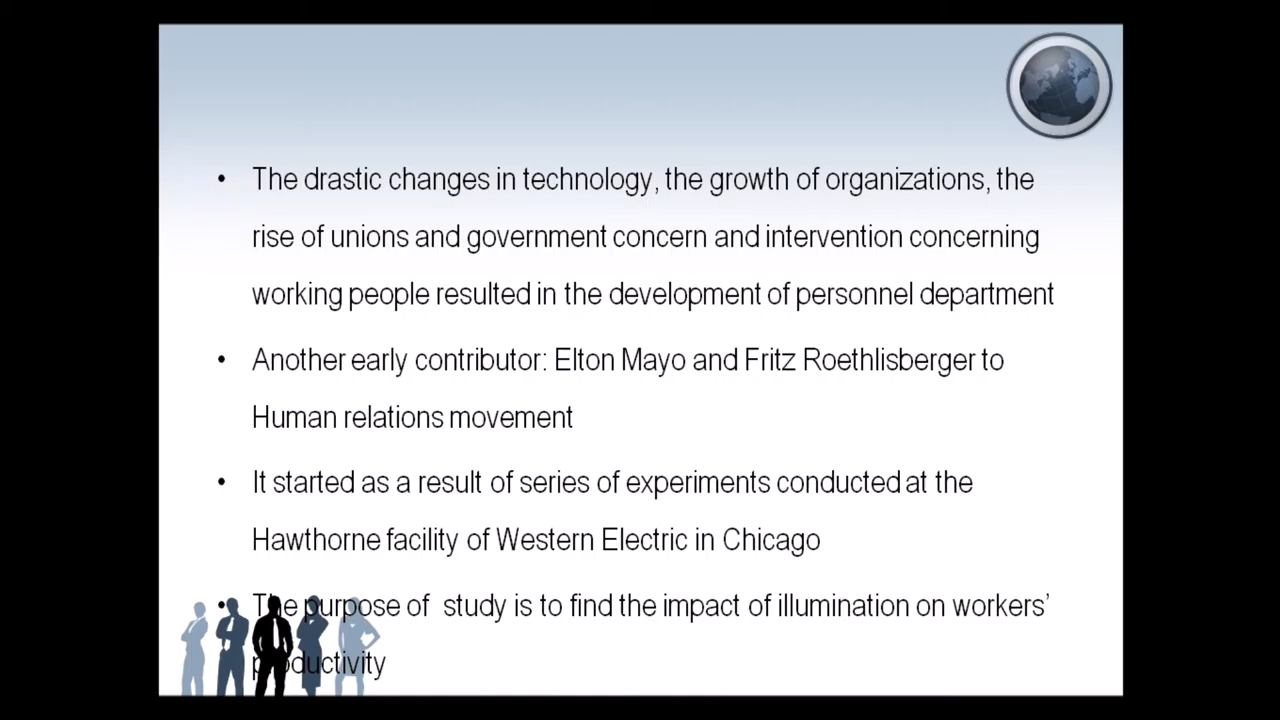 • The drastic changes in technology, the growth of organizations, the
rise of unions and government concern and intervention concerning
working people resulted in the development of personnel department
• Another early contributor: Elton Mayo and Fritz Roethlisberger to
Human relations movement
• It started as a result of series of experiments conducted at the
Hawthorne facility of Western Electric in Chicago
• The purpose of study is to find the impact of illumination on workers’
productivity